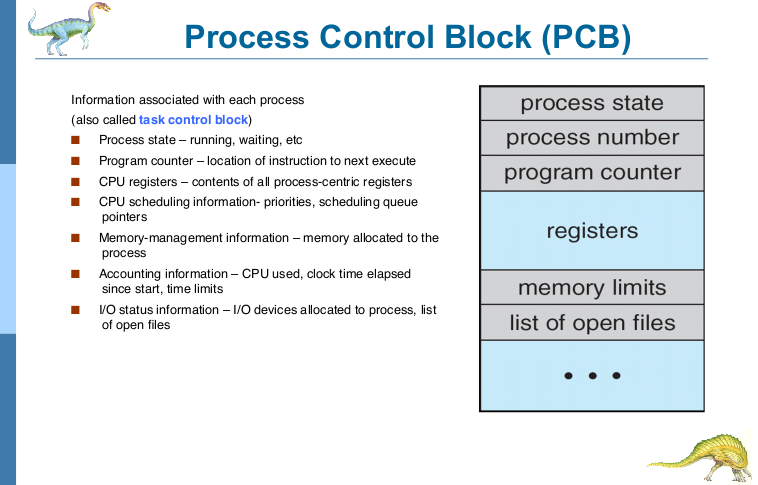 Process Control Block (PCB)
Information associated with each process
(also called task control block)
Process state – running, waiting, etc
Program counter – location of instruction to next execute
CPU registers – contents of all process-centric registers
CPU scheduling information- priorities, scheduling queue
pointers
Memory-management information – memory allocated to the
process
Accounting information – CPU used, clock time elapsed
since start, time limits
I/O status information – I/O devices allocated to process, list
of open files
process state
process number
program counter
registers
memory limits
list of open files
• • •